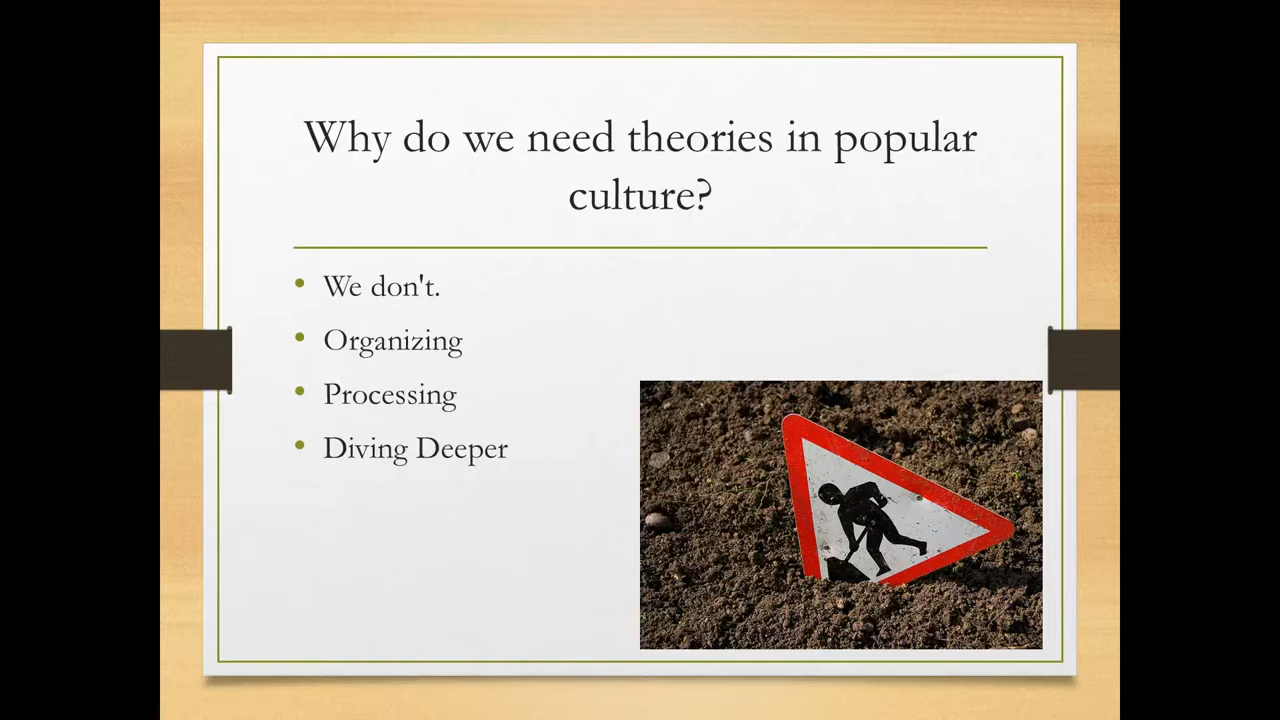 Why do we need theories in popular
culture?
• We don't.
• Organizing
• Processing
• Diving Deeper